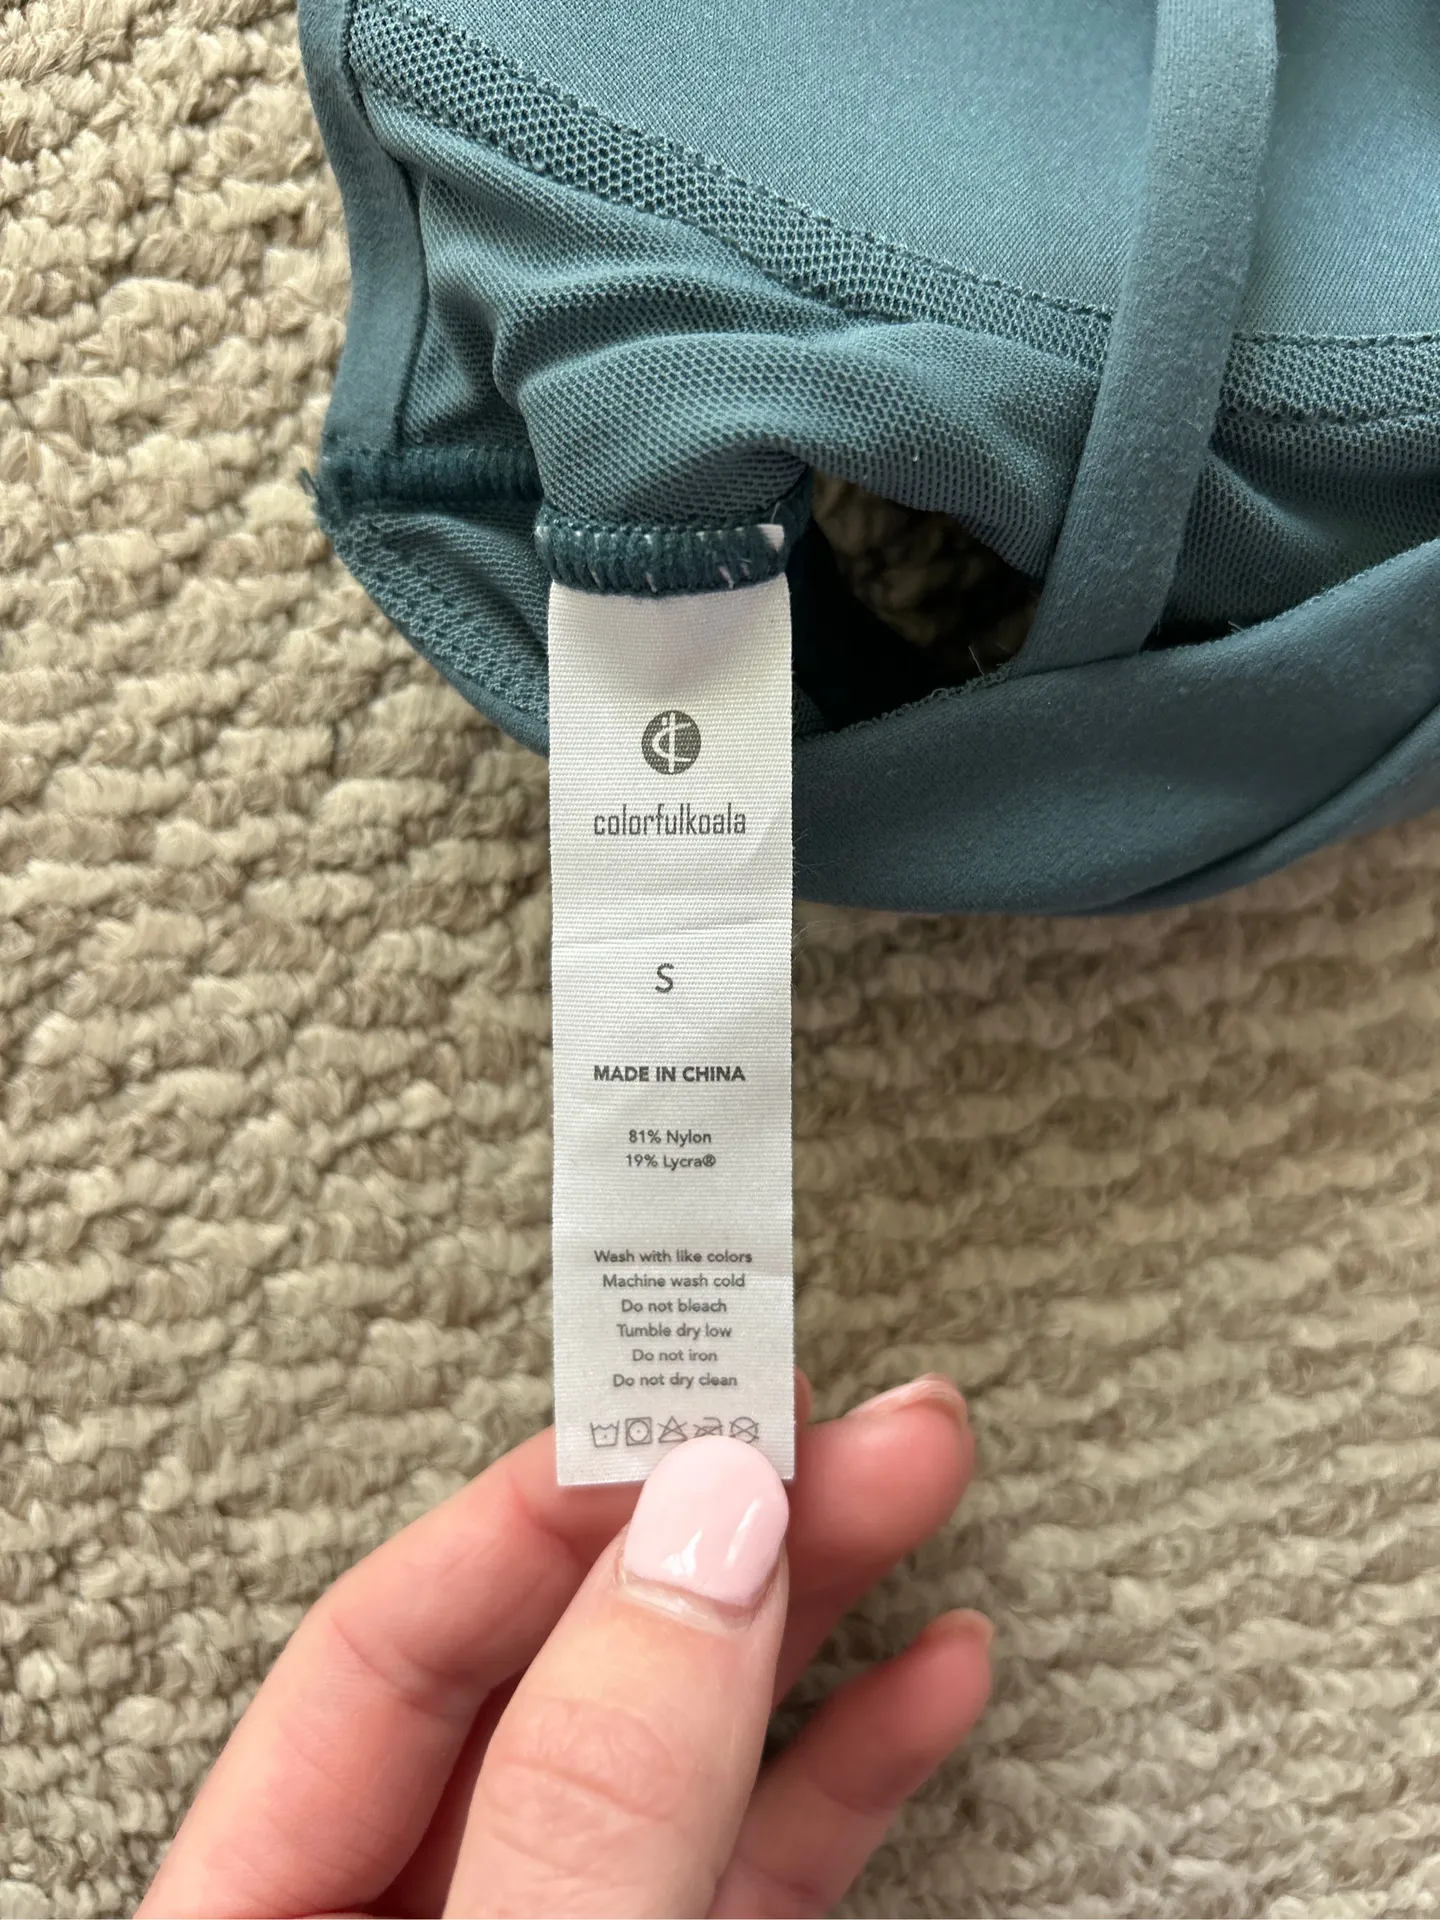 colorfulkoala
S
MADE IN CHINA
81% Nylon
19% Lycra®
Wash with like colors
Machine wash cold
Do not bleach
Tumble dry low
Do not iron
Do not dry clean